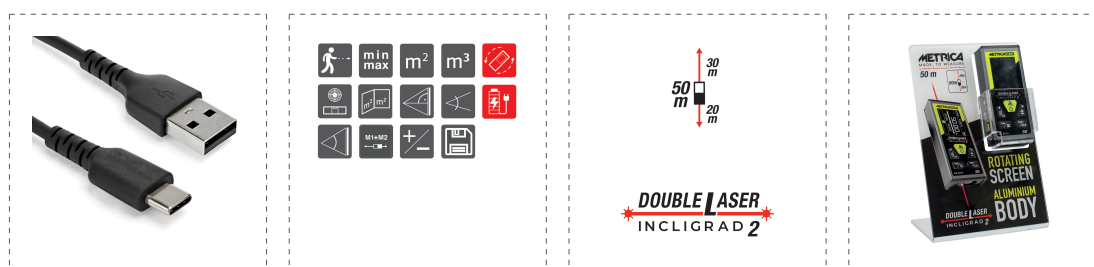 min
max
m²
m³
m²
m²
M1+M2
+/−
30
m
50
m
20
m
DOUBLE LASER
INCLIGRAD 2
METRICA
MADE TO MEASURE
50 m
ROTATING
SCREEN
ALUMINIUM
BODY
DOUBLE LASER
INCLIGRAD 2